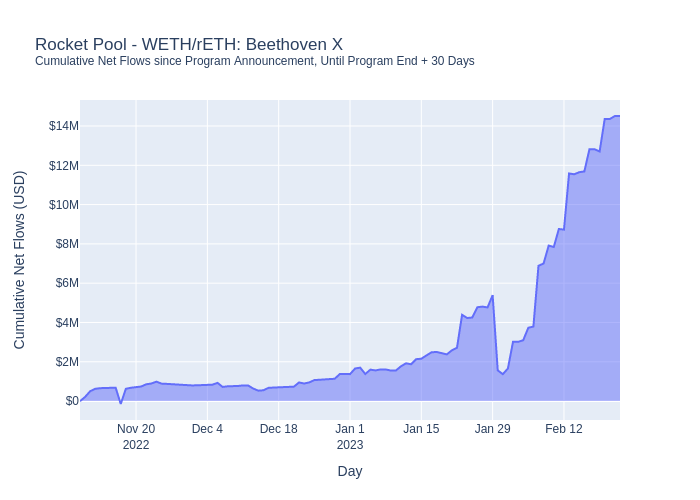 Rocket Pool - WETH/rETH: Beethoven X
Cumulative Net Flows since Program Announcement, Until Program End + 30 Days
Cumulative Net Flows (USD)
$14M
$12M
$10M
$8M
$6M
$4M
$2M
$0
Nov 20
2022
Dec 4
Dec 18
Jan 1
2023
Jan 15
Jan 29
Feb 12
Day